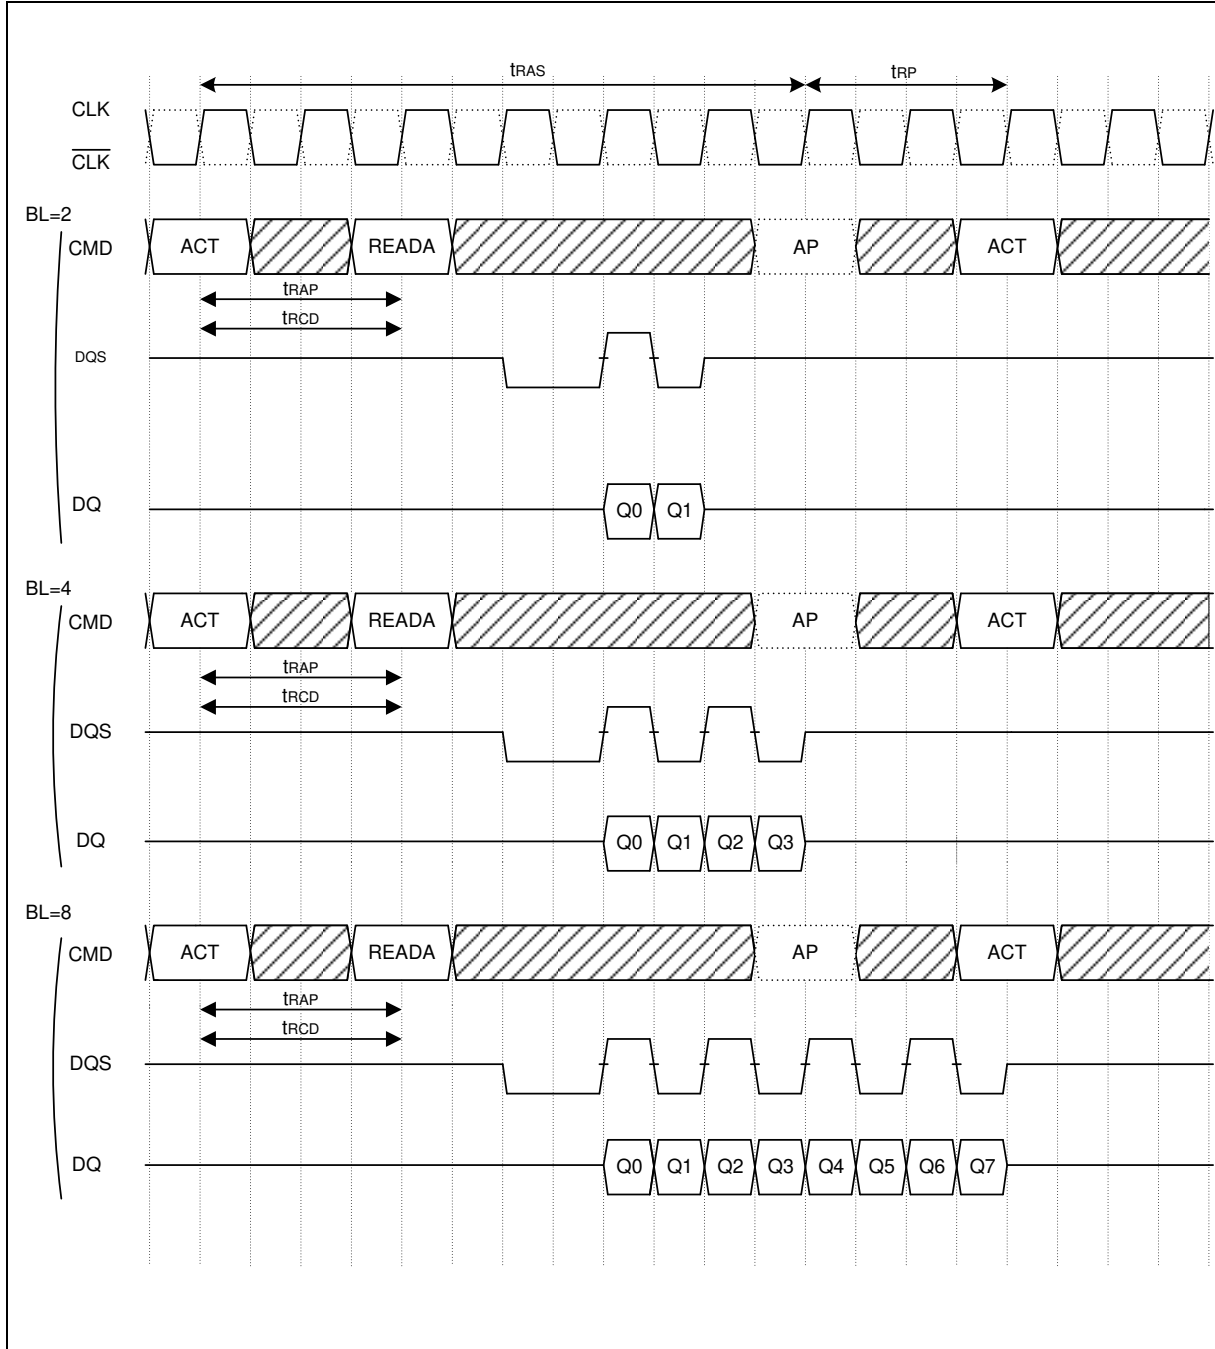 tRAS tRP
CLK
CLK
BL=2
CMD ACT READA AP ACT
tRAP
tRCD
DQS
DQ Q0 Q1
BL=4
CMD ACT READA AP ACT
tRAP
tRCD
DQS
DQ Q0 Q1 Q2 Q3
BL=8
CMD ACT READA AP ACT
tRAP
tRCD
DQS
DQ Q0 Q1 Q2 Q3 Q4 Q5 Q6 Q7